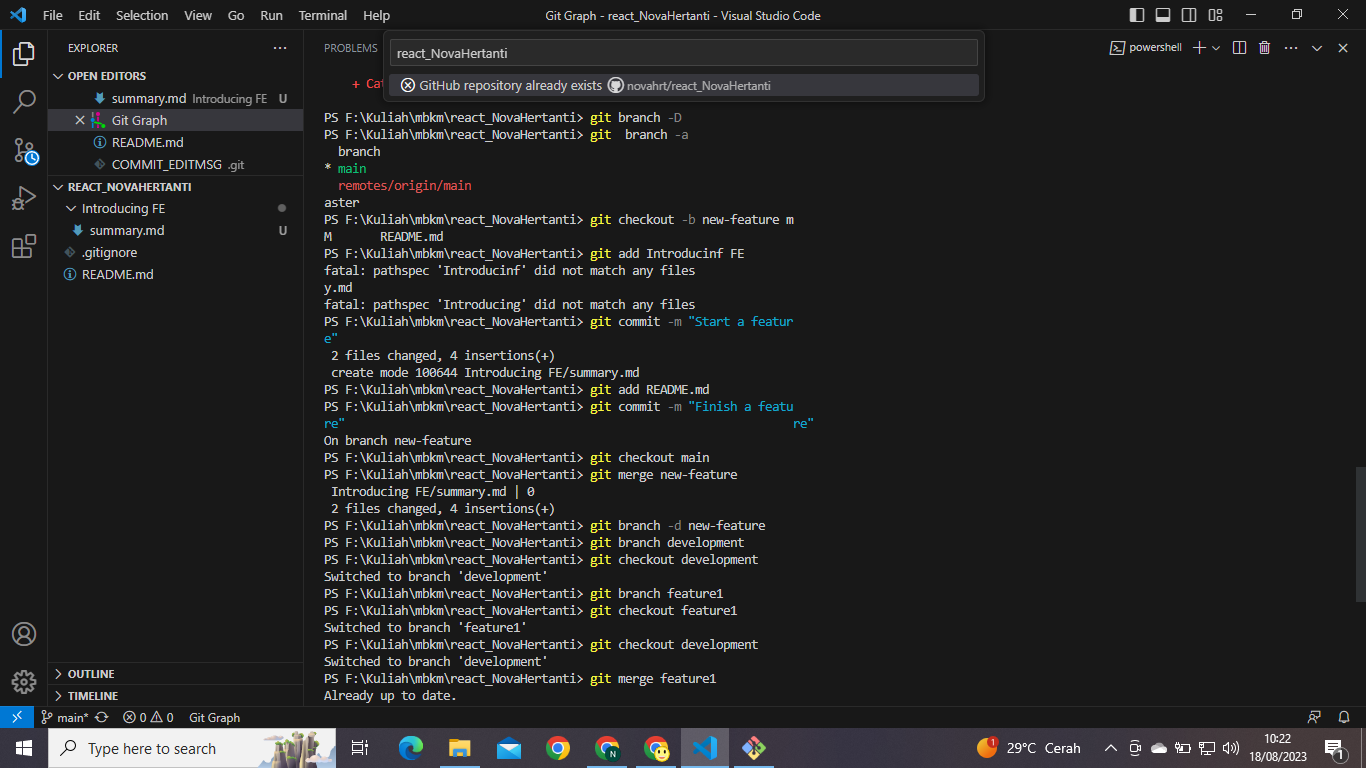 File Edit Selection View Go Run Terminal Help
Git Graph - react_NovaHertanti - Visual Studio Code
EXPLORER
OPEN EDITORS
summary.md Introducing FE U
Git Graph
README.md
COMMIT_EDITMSG .git
REACT_NOVAHERTANTI
Introducing FE
summary.md U
.gitignore
README.md
OUTLINE
TIMELINE
PROBLEMS
powershell
react_NovaHertanti
GitHub repository already exists novahrt/react_NovaHertanti
+ Cat
PS F:\Kuliah\mbkm\react_NovaHertanti> git branch -D
PS F:\Kuliah\mbkm\react_NovaHertanti> git  branch -a
branch
* main
remotes/origin/main
aster
PS F:\Kuliah\mbkm\react_NovaHertanti> git checkout -b new-feature m
M       README.md
PS F:\Kuliah\mbkm\react_NovaHertanti> git add Introducinf FE
fatal: pathspec 'Introducinf' did not match any files
y.md
fatal: pathspec 'Introducing' did not match any files
PS F:\Kuliah\mbkm\react_NovaHertanti> git commit -m "Start a featur
e"
2 files changed, 4 insertions(+)
create mode 100644 Introducing FE/summary.md
PS F:\Kuliah\mbkm\react_NovaHertanti> git add README.md
PS F:\Kuliah\mbkm\react_NovaHertanti> git commit -m "Finish a featu
re" re"
On branch new-feature
PS F:\Kuliah\mbkm\react_NovaHertanti> git checkout main
PS F:\Kuliah\mbkm\react_NovaHertanti> git merge new-feature
Introducing FE/summary.md | 0
2 files changed, 4 insertions(+)
PS F:\Kuliah\mbkm\react_NovaHertanti> git branch -d new-feature
PS F:\Kuliah\mbkm\react_NovaHertanti> git branch development
PS F:\Kuliah\mbkm\react_NovaHertanti> git checkout development
Switched to branch 'development'
PS F:\Kuliah\mbkm\react_NovaHertanti> git branch feature1
PS F:\Kuliah\mbkm\react_NovaHertanti> git checkout feature1
Switched to branch 'feature1'
PS F:\Kuliah\mbkm\react_NovaHertanti> git checkout development
Switched to branch 'development'
PS F:\Kuliah\mbkm\react_NovaHertanti> git merge feature1
Already up to date.
main* 0 0 Git Graph
Type here to search
N
1
29°C Cerah
10:22
18/08/2023
1